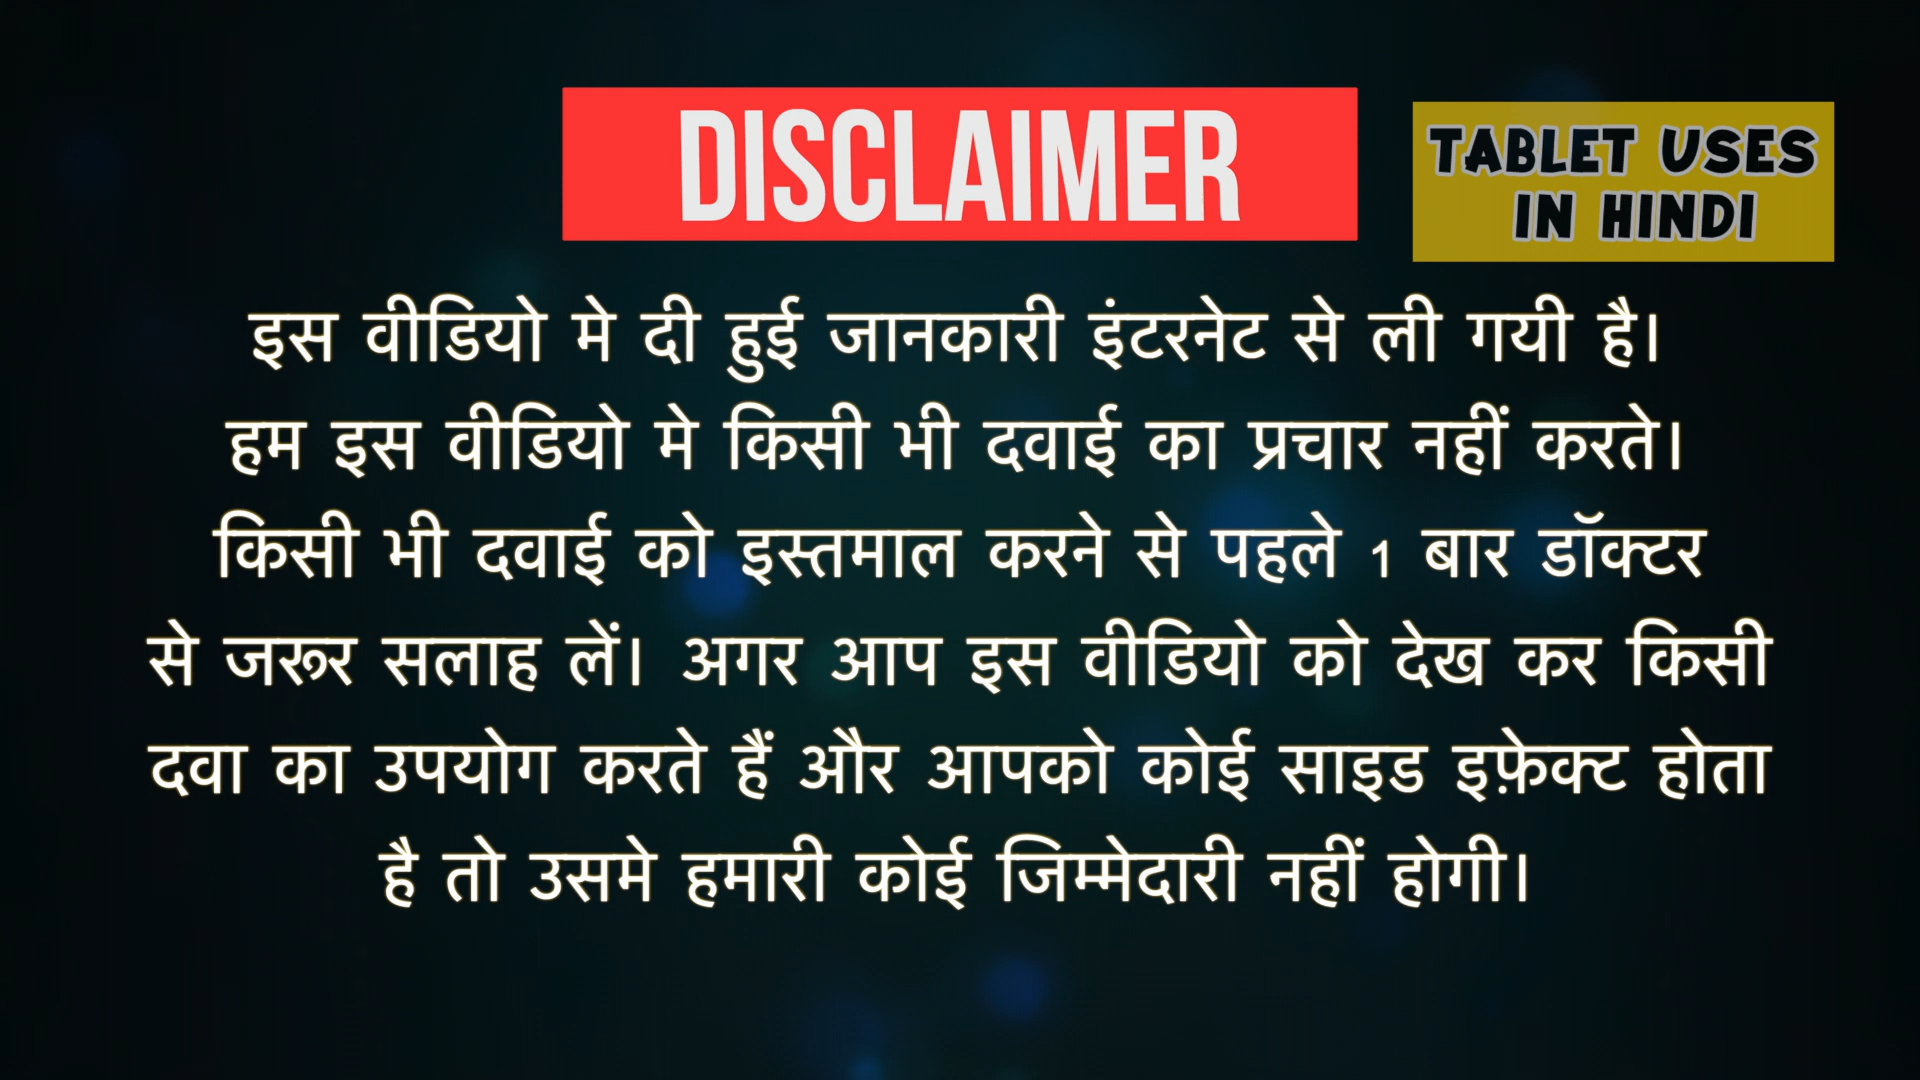 DISCLAIMER
TABLET USES
IN HINDI
इस वीडियो मे दी हुई जानकारी इंटरनेट से ली गयी है।
हम इस वीडियो मे किसी भी दवाई का प्रचार नहीं करते।
किसी भी दवाई को इस्तमाल करने से पहले 1 बार डॉक्टर
से जरूर सलाह लें। अगर आप इस वीडियो को देख कर किसी
दवा का उपयोग करते हैं और आपको कोई साइड इफ़ेक्ट होता
है तो उसमे हमारी कोई जिम्मेदारी नहीं होगी।